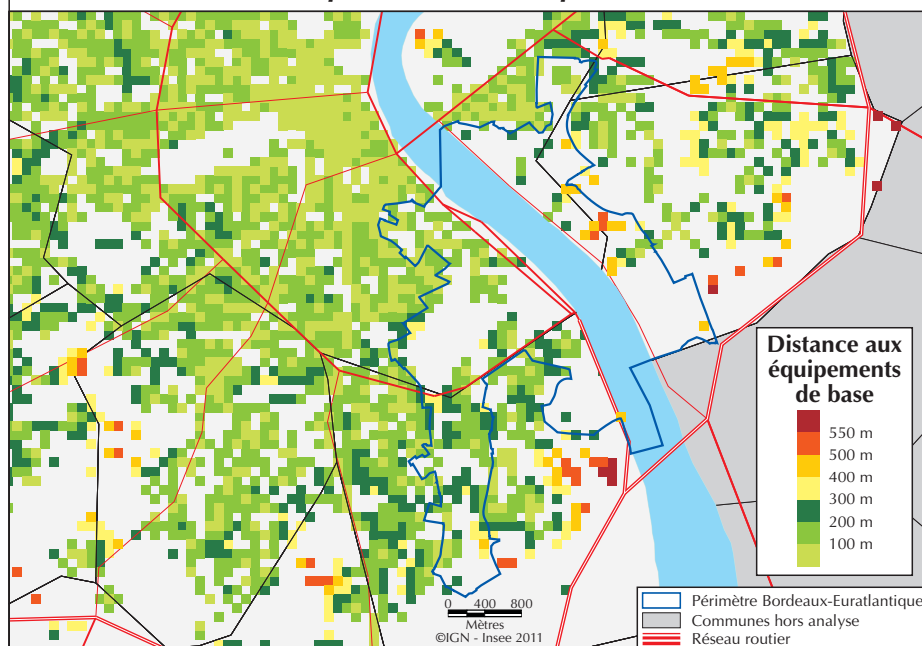 Distance aux
équipements
de base
550 m
500 m
400 m
300 m
200 m
100 m
0 400 800
Mètres
©IGN - Insee 2011
Périmètre Bordeaux-Euratlantique
Communes hors analyse
Réseau routier